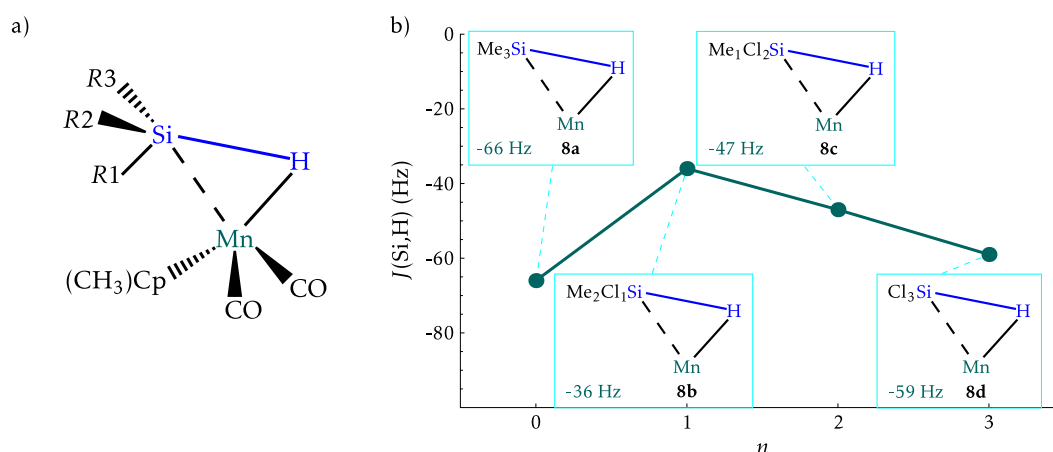 a)
R3
R2
Si
H
R1
Mn
(CH3)Cp
CO
CO
b)
J(Si,H) (Hz)
0
-20
-40
-60
-80
0
1
2
3
n
Me3Si
H
Mn
-66 Hz
8a
Me1Cl2Si
H
Mn
-47 Hz
8c
Me2Cl1Si
H
Mn
-36 Hz
8b
Cl3Si
H
Mn
-59 Hz
8d